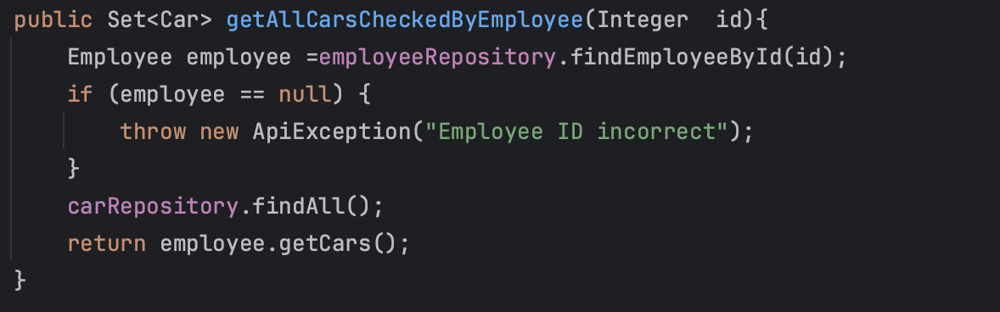 public Set<Car> getAllCarsCheckedByEmployee(Integer  id){
    Employee employee =employeeRepository.findEmployeeById(id);
    if (employee == null) {
        throw new ApiException("Employee ID incorrect");
    }
    carRepository.findAll();
    return employee.getCars();
}